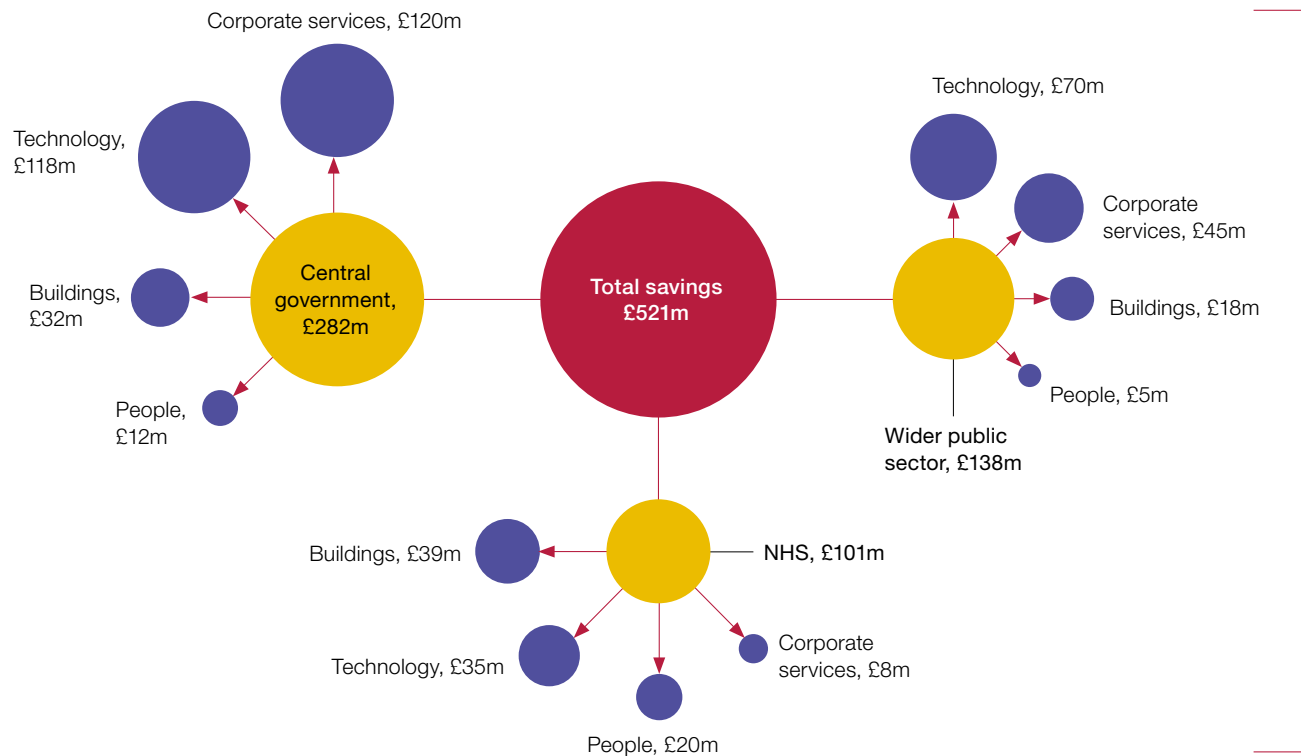 Corporate services, £120m
Technology,
£118m
Buildings,
£32m
People,
£12m
Central
government,
£282m
Total savings
£521m
Technology, £70m
Corporate
services, £45m
Buildings, £18m
People, £5m
Wider public
sector, £138m
Buildings, £39m
NHS, £101m
Technology, £35m
People, £20m
Corporate
services, £8m